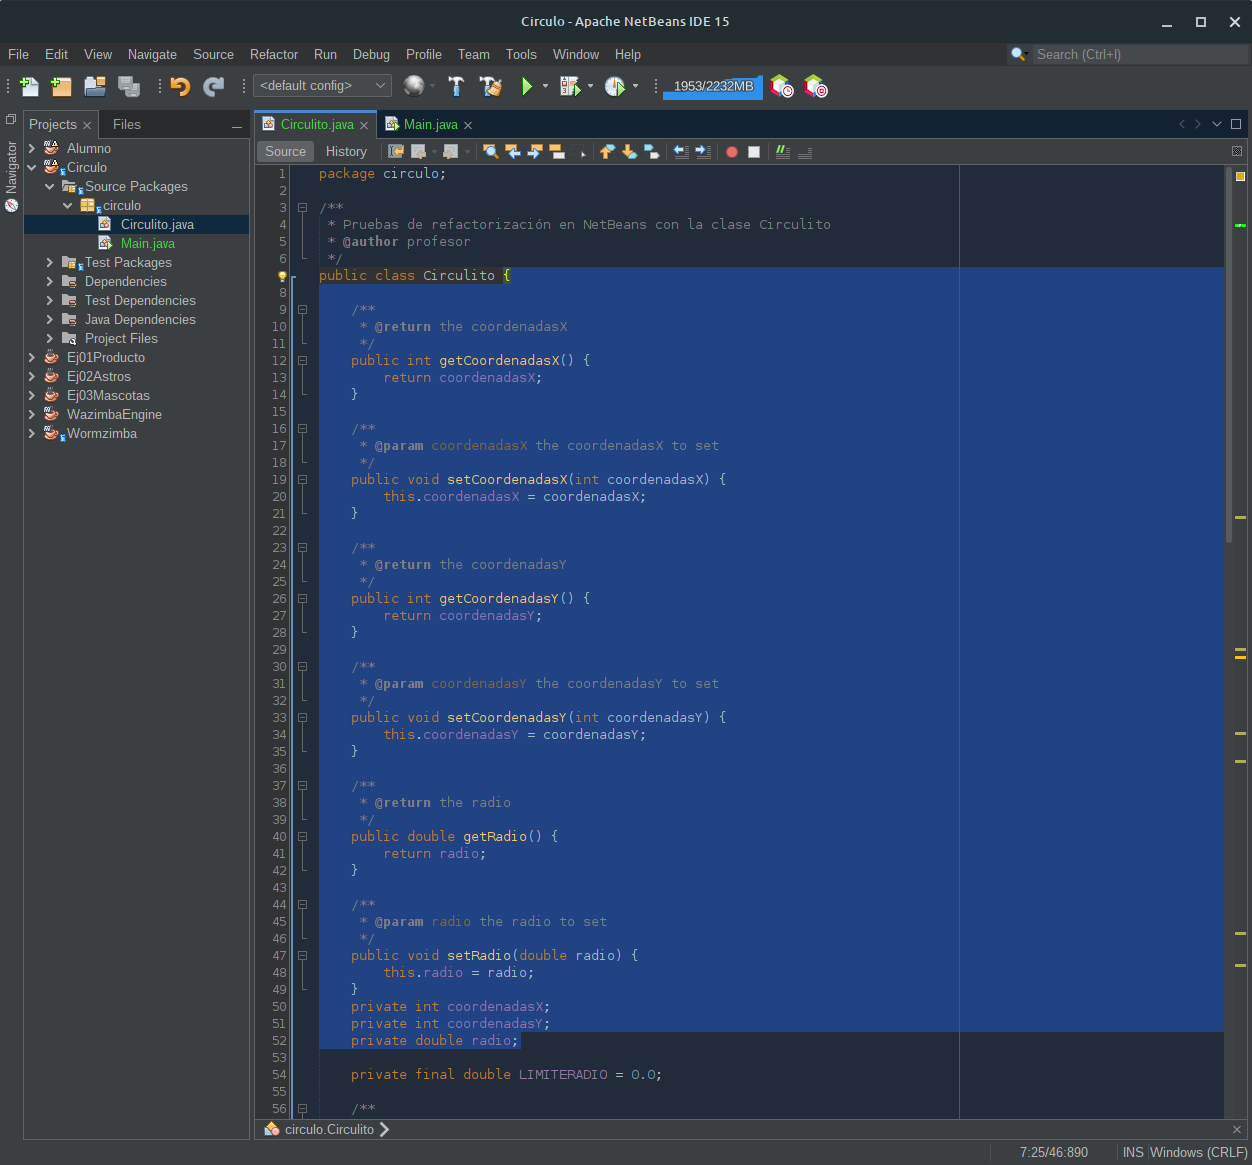 Circulo - Apache NetBeans IDE 15
File Edit View Navigate Source Refactor Run Debug Profile Team Tools Window Help
Search (Ctrl+I)
<default config>
1953/2232MB
Navigator
Projects
Files
Alumno
Circulo
Source Packages
circulo
Circulito.java
Main.java
Test Packages
Dependencies
Test Dependencies
Java Dependencies
Project Files
Ej01Producto
Ej02Astros
Ej03Mascotas
WazimbaEngine
Wormzimba
Circulito.java
Main.java
Source History
1 package circulo;
2
3 /**
4 * Pruebas de refactorización en NetBeans con la clase Circulito
5 * @author profesor
6 */
public class Circulito {
8
9 /**
10 * @return the coordenadasX
11 */
12 public int getCoordenadasX() {
13 return coordenadasX;
14 }
15
16 /**
17 * @param coordenadasX the coordenadasX to set
18 */
19 public void setCoordenadasX(int coordenadasX) {
20 this.coordenadasX = coordenadasX;
21 }
22
23 /**
24 * @return the coordenadasY
25 */
26 public int getCoordenadasY() {
27 return coordenadasY;
28 }
29
30 /**
31 * @param coordenadasY the coordenadasY to set
32 */
33 public void setCoordenadasY(int coordenadasY) {
34 this.coordenadasY = coordenadasY;
35 }
36
37 /**
38 * @return the radio
39 */
40 public double getRadio() {
41 return radio;
42 }
43
44 /**
45 * @param radio the radio to set
46 */
47 public void setRadio(double radio) {
48 this.radio = radio;
49 }
50 private int coordenadasX;
51 private int coordenadasY;
52 private double radio;
53
54 private final double LIMITERADIO = 0.0;
55
56 /**
circulo.Circulito
7:25/46:890 INS Windows (CRLF)